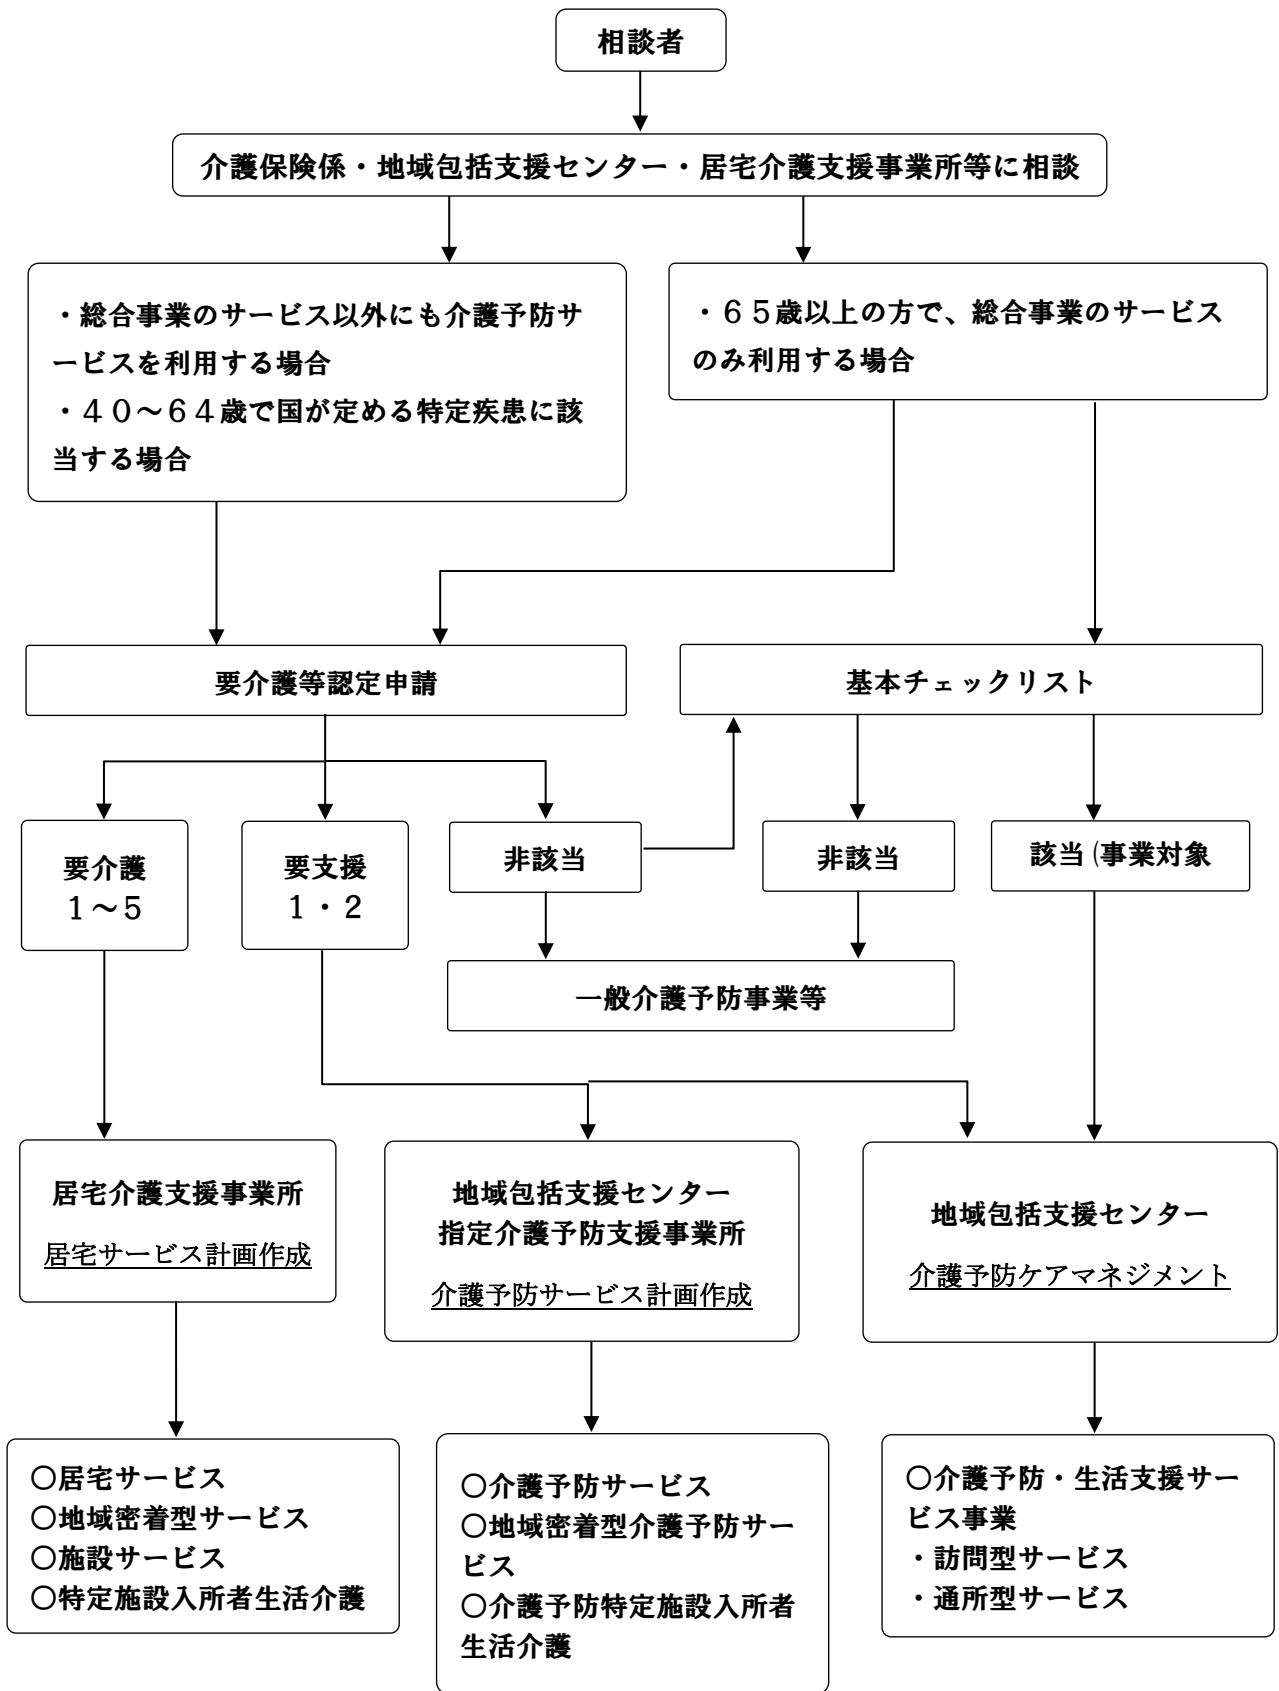 相談者
介護保険係・地域包括支援センター・居宅介護支援事業所等に相談
・総合事業のサービス以外にも介護予防サ
ービスを利用する場合
・４０～６４歳で国が定める特定疾患に該
当する場合
・６５歳以上の方で、総合事業のサービス
のみ利用する場合
要介護等認定申請
基本チェックリスト
要介護
１～５
要支援
１・２
非該当
非該当
該当（事業対象
一般介護予防事業等
居宅介護支援事業所
居宅サービス計画作成
地域包括支援センター
指定介護予防支援事業所
介護予防サービス計画作成
地域包括支援センター
介護予防ケアマネジメント
〇居宅サービス
〇地域密着型サービス
〇施設サービス
〇特定施設入所者生活介護
〇介護予防サービス
〇地域密着型介護予防サー
ビス
〇介護予防特定施設入所者
生活介護
〇介護予防・生活支援サー
ビス事業
・訪問型サービス
・通所型サービス